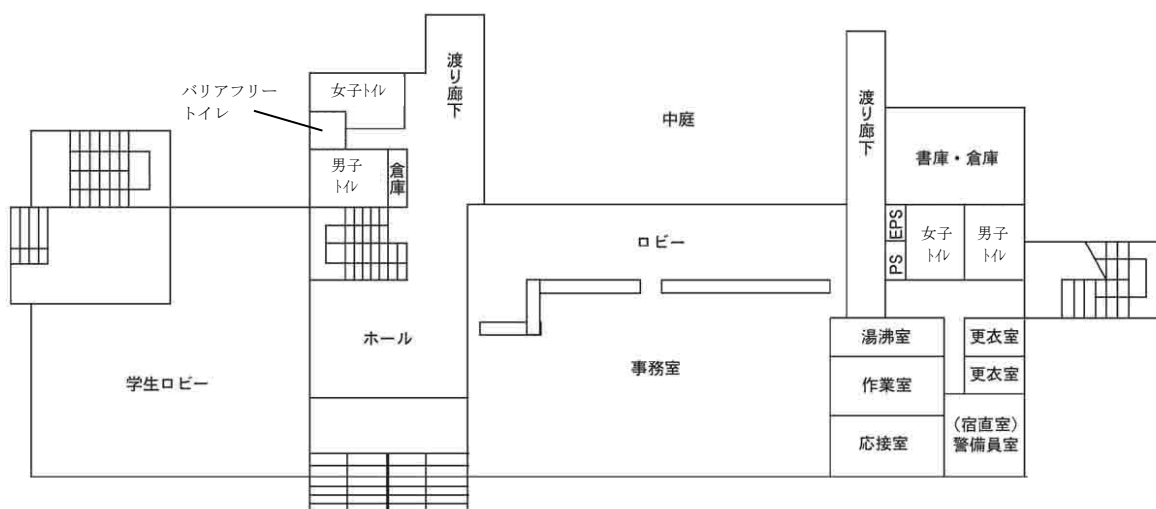 バリアフリー
トイレ
女子トイレ
渡り廊下
中庭
渡り廊下
書庫・倉庫
男子
トイレ
倉庫
ロビー
EPS
PS
女子
トイレ
男子
トイレ
ホール
学生ロビー
事務室
湯沸室
更衣室
作業室
更衣室
応接室
(宿直室)
警備員室